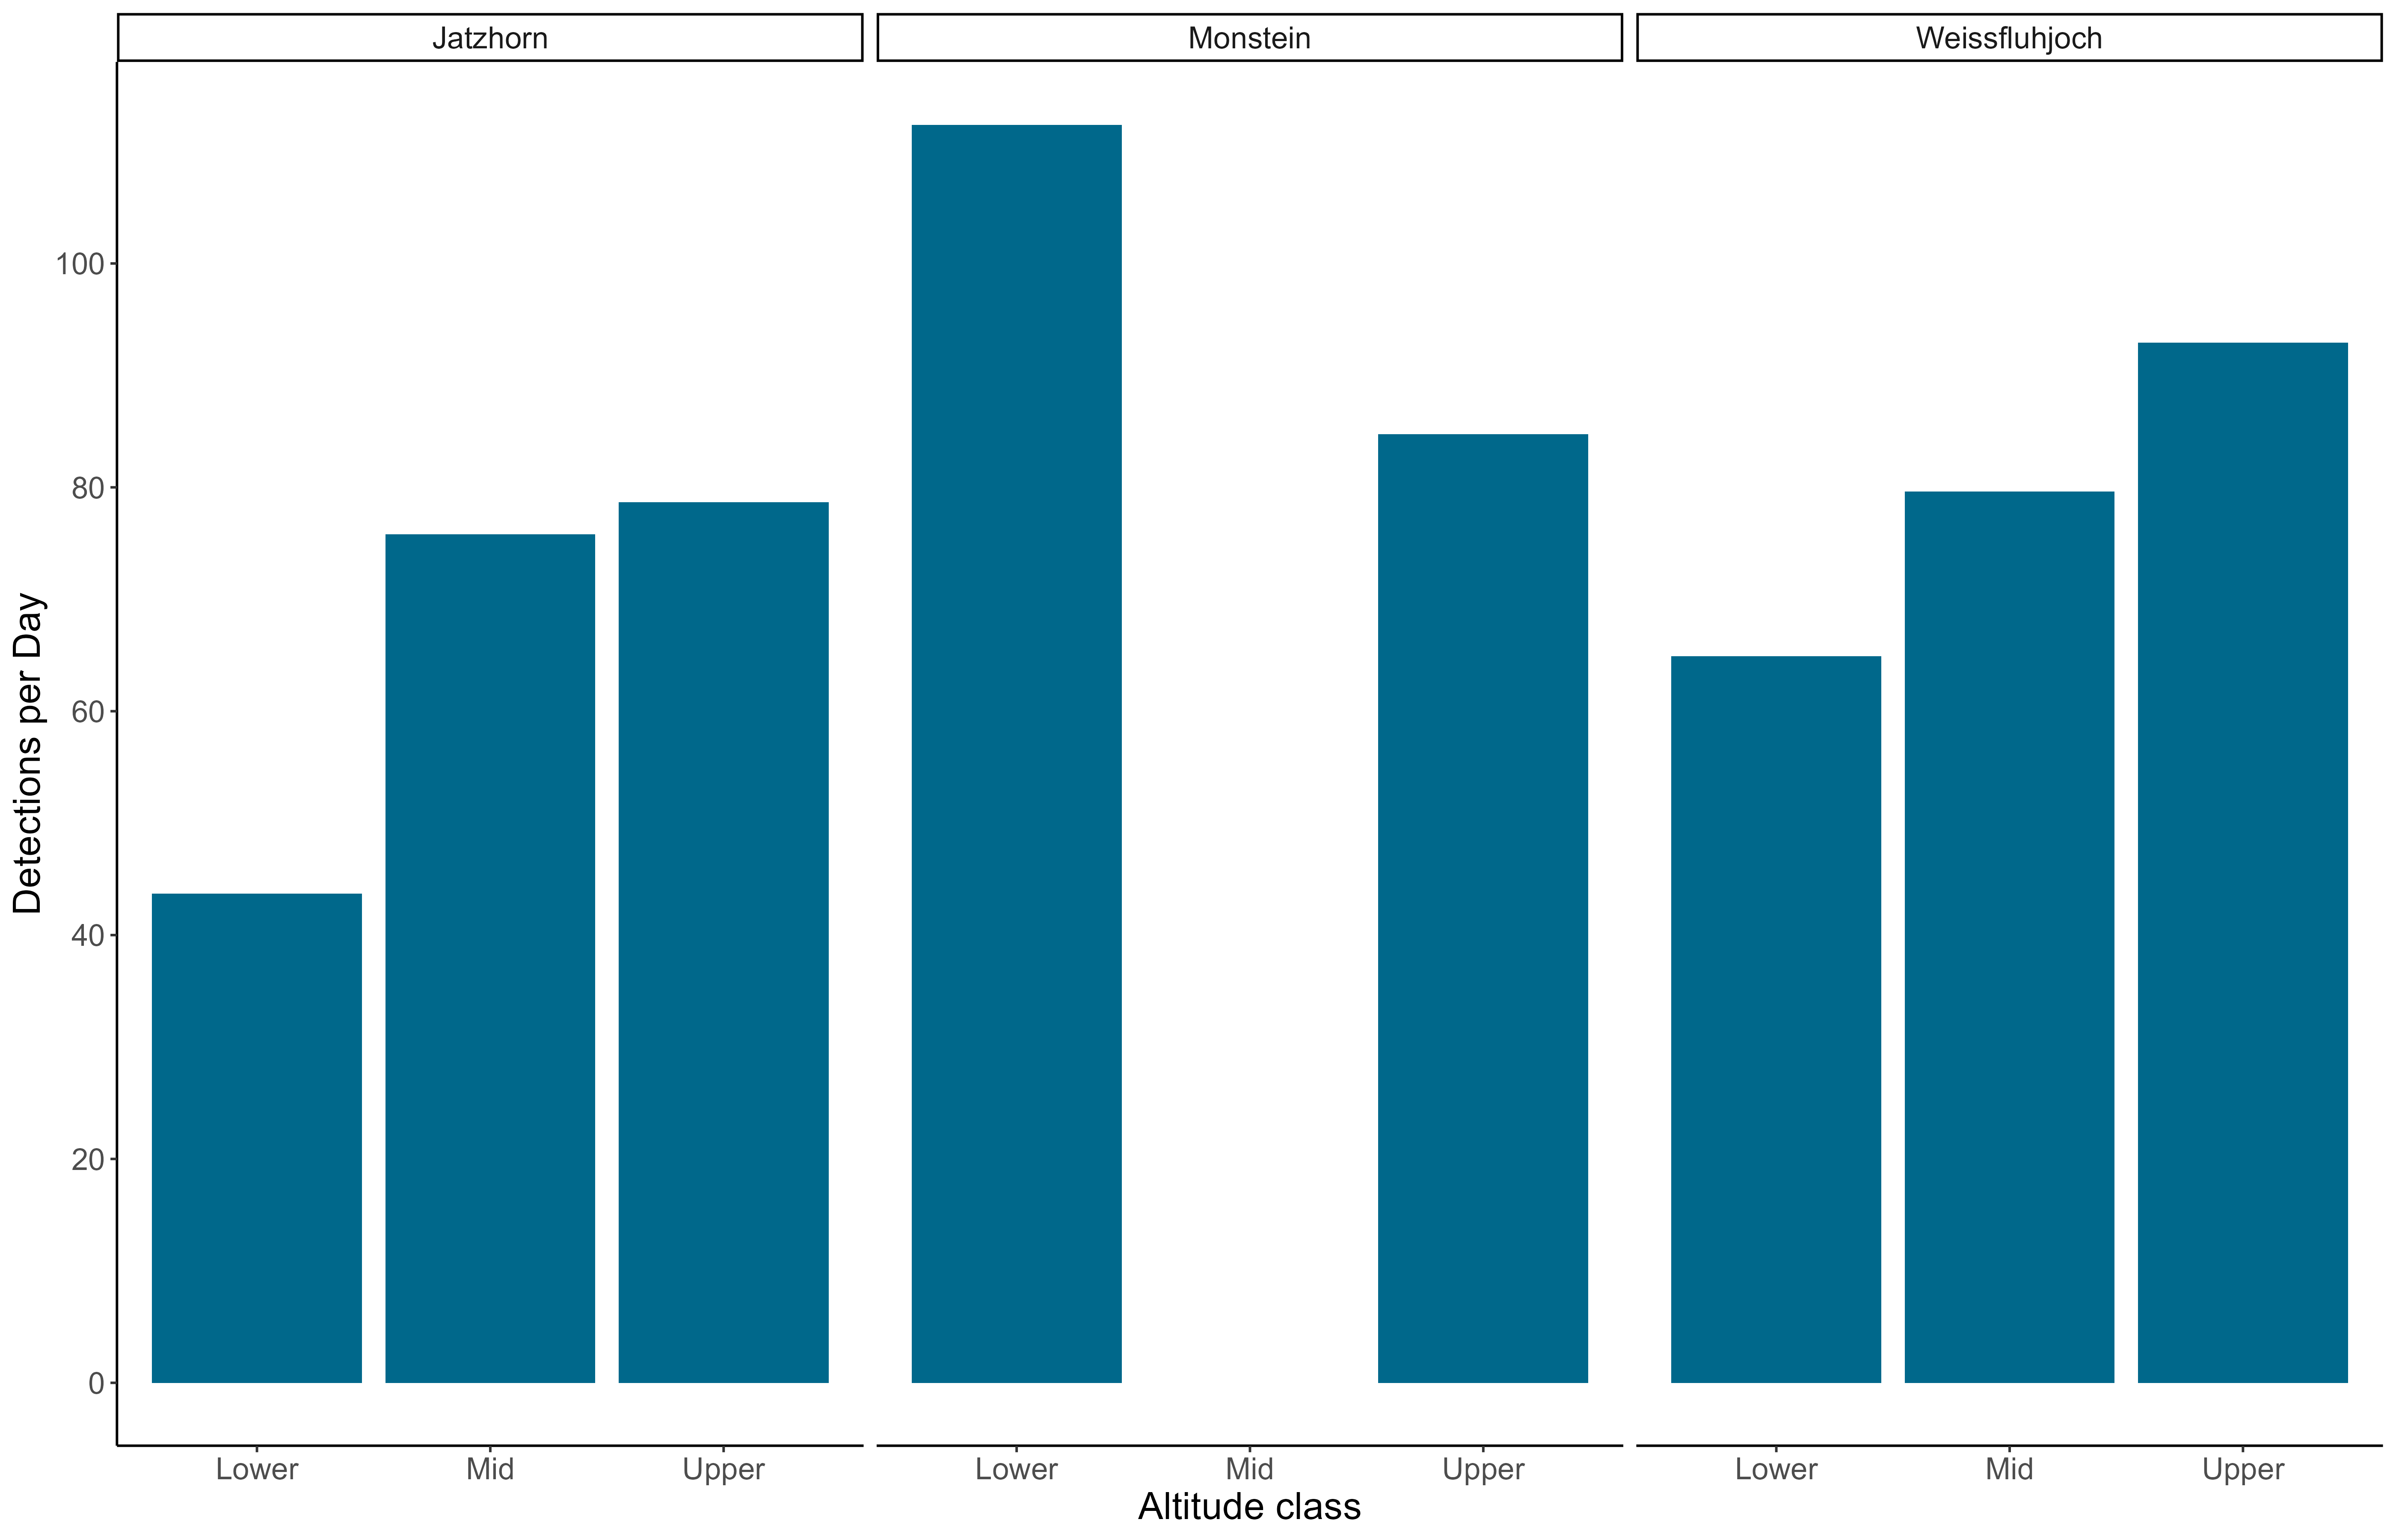 Jatzhorn
Monstein
Weissfluhjoch
Detections per Day
100
80
60
40
20
0
Lower Mid Upper
Lower Mid Upper
Lower Mid Upper
Altitude class